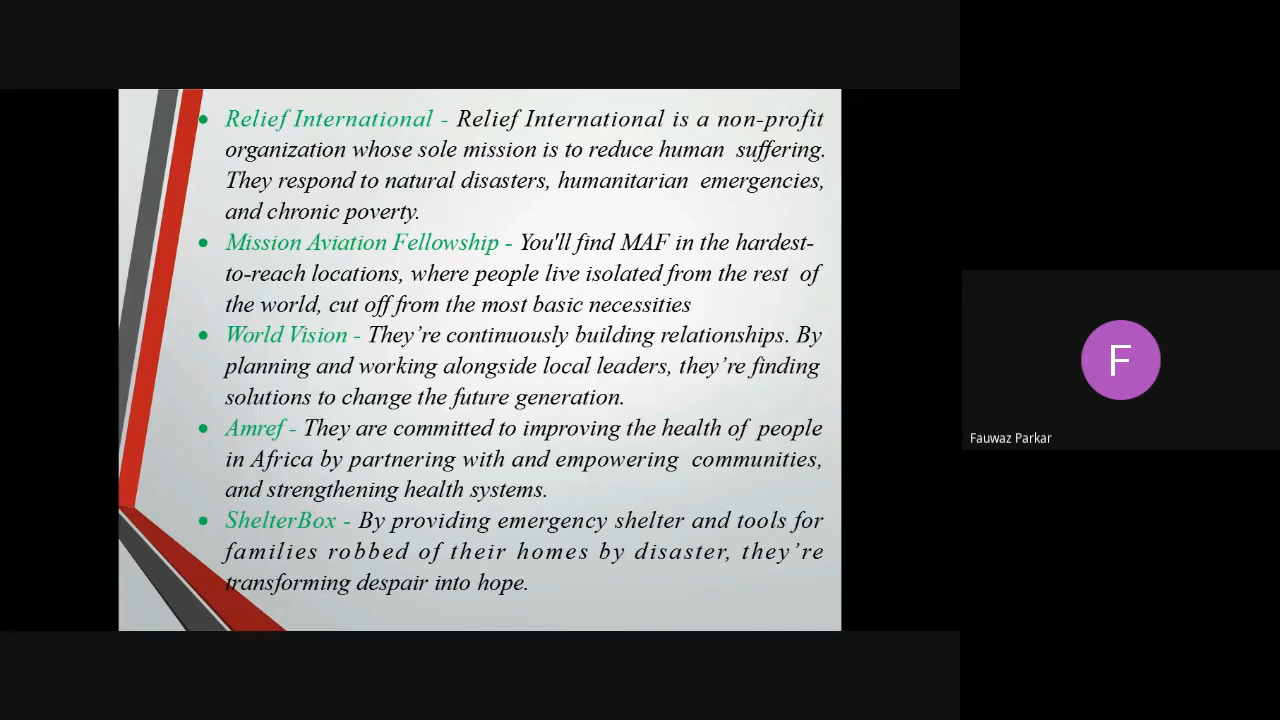 • Relief International - Relief International is a non-profit
organization whose sole mission is to reduce human suffering.
They respond to natural disasters, humanitarian emergencies,
and chronic poverty.
• Mission Aviation Fellowship - You'll find MAF in the hardest-
to-reach locations, where people live isolated from the rest of
the world, cut off from the most basic necessities
• World Vision - They’re continuously building relationships. By
planning and working alongside local leaders, they’re finding
solutions to change the future generation.
• Amref - They are committed to improving the health of people
in Africa by partnering with and empowering communities,
and strengthening health systems.
• ShelterBox - By providing emergency shelter and tools for
families robbed of their homes by disaster, they’re
transforming despair into hope.
F
Fauwaz Parkar